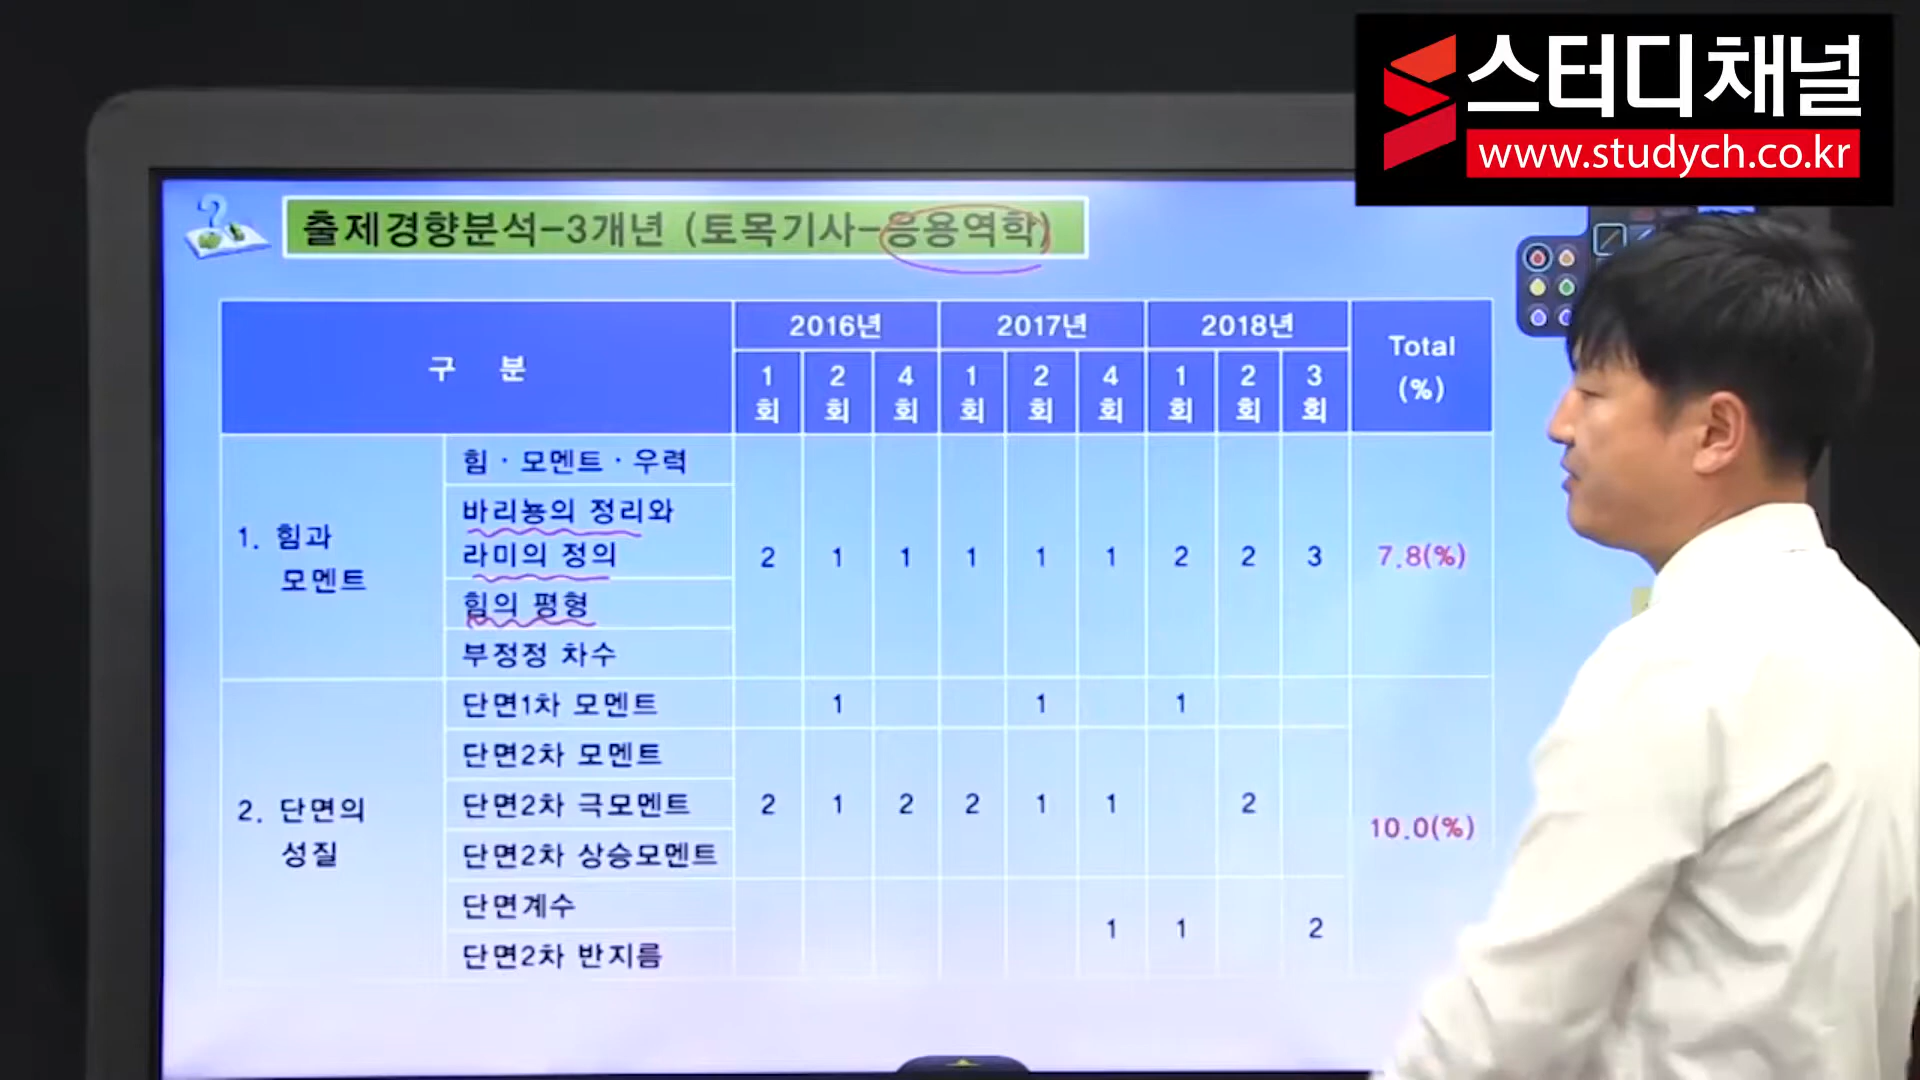 스터디채널
www.studych.co.kr
출제경향분석-3개년 (토목기사-응용역학)
구 분
2016년 2017년 2018년
Total
(%)
1회 2회 4회 1회 2회 4회 1회 2회 3회
1. 힘과
모멘트
힘·모멘트·우력
바리뇽의 정리와
라미의 정의
힘의 평형
부정정 차수
2 1 1 1 1 1 2 2 3 7.8(%)
2. 단면의
성질
단면1차 모멘트 1 1 1
단면2차 모멘트
단면2차 극모멘트 2 1 2 2 1 1 2
단면2차 상승모멘트
10.0(%)
단면계수
1 1 2
단면2차 반지름